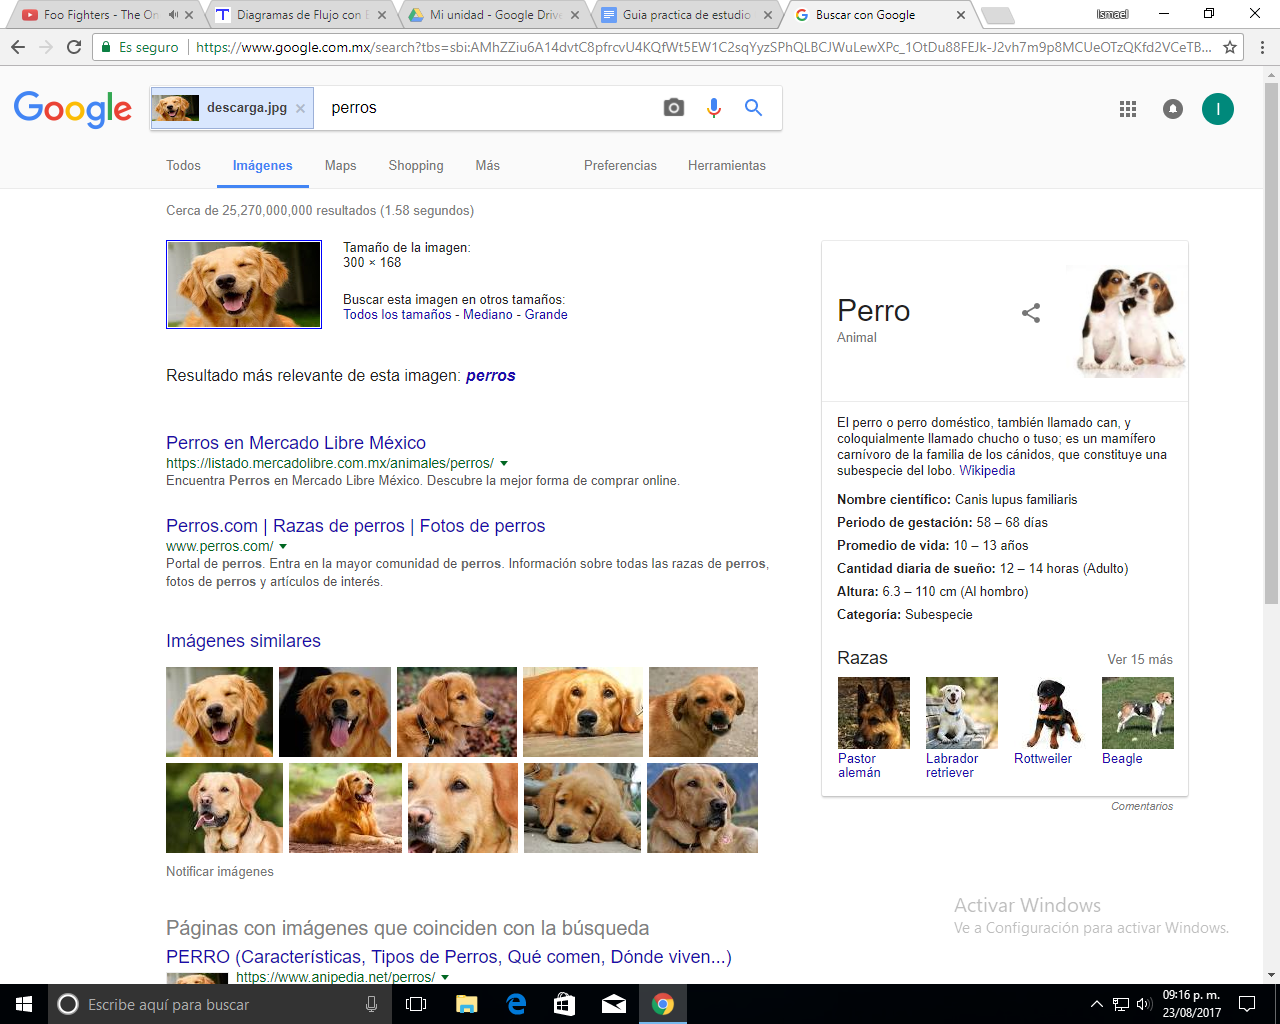 Foo Fighters - The On
Diagramas de Flujo con E
Mi unidad - Google Drive
Guia practica de estudio
Buscar con Google
Ismael
Es seguro
https://www.google.com.mx/search?tbs=sbi:AMhZZiu6A14dvtC8pfrcvU4KQfWt5EW1C2sqYyzSPhQLBCJWuLewXPc_1OtDu88FEJk-J2vh7m9p8MCUeOTzQKfd2VCeTB...
Google
descarga.jpg
perros
I
Todos
Imágenes
Maps
Shopping
Más
Preferencias
Herramientas
Cerca de 25,270,000,000 resultados (1.58 segundos)
Tamaño de la imagen:
300 × 168
Buscar esta imagen en otros tamaños:
Todos los tamaños - Mediano - Grande
Resultado más relevante de esta imagen: perros
Perros en Mercado Libre México
https://listado.mercadolibre.com.mx/animales/perros/
Encuentra Perros en Mercado Libre México. Descubre la mejor forma de comprar online.
Perros.com | Razas de perros | Fotos de perros
www.perros.com/
Portal de perros. Entra en la mayor comunidad de perros. Información sobre todas las razas de perros,
fotos de perros y artículos de interés.
Imágenes similares
Notificar imágenes
Páginas con imágenes que coinciden con la búsqueda
PERRO (Características, Tipos de Perros, Qué comen, Dónde viven...)
https://www.anipedia.net/perros/
Perro
Animal
El perro o perro doméstico, también llamado can, y
coloquialmente llamado chucho o tuso; es un mamífero
carnívoro de la familia de los cánidos, que constituye una
subespecie del lobo. Wikipedia
Nombre científico: Canis lupus familiaris
Periodo de gestación: 58 – 68 días
Promedio de vida: 10 – 13 años
Cantidad diaria de sueño: 12 – 14 horas (Adulto)
Altura: 6.3 – 110 cm (Al hombro)
Categoría: Subespecie
Razas
Ver 15 más
Pastor
alemán
Labrador
retriever
Rottweiler
Beagle
Comentarios
Activar Windows
Ve a Configuración para activar Windows.
Escribe aquí para buscar
09:16 p. m.
23/08/2017